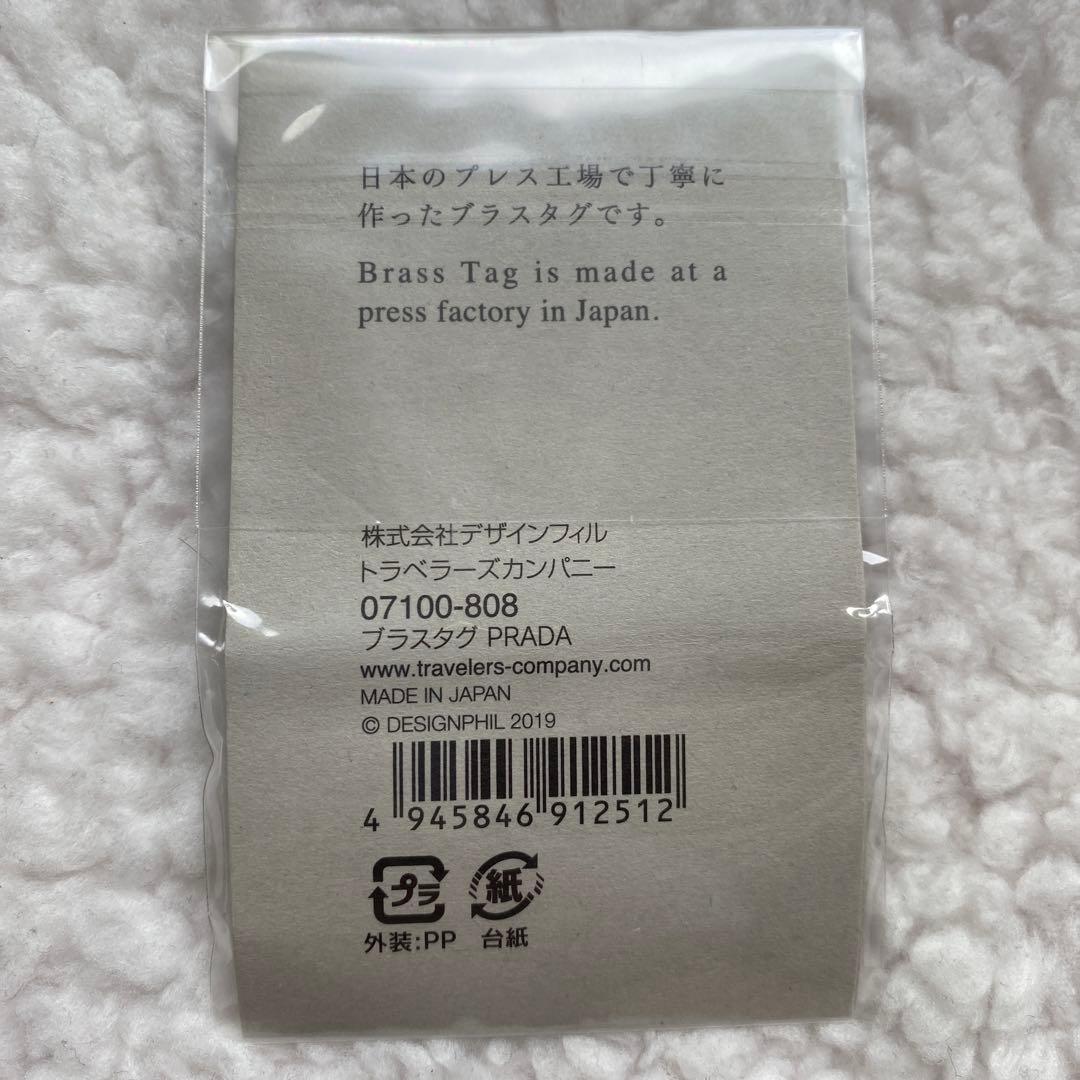 日本のプレス工場で丁寧に
作ったブラスタグです。
Brass Tag is made at a
press factory in Japan.
株式会社デザインフィル
トラベラーズカンパニー
07100-808
ブラスタグ PRADA
www.travelers-company.com
MADE IN JAPAN
© DESIGNPHIL 2019
4 945846 912512
プラ 紙
外装:PP 台紙